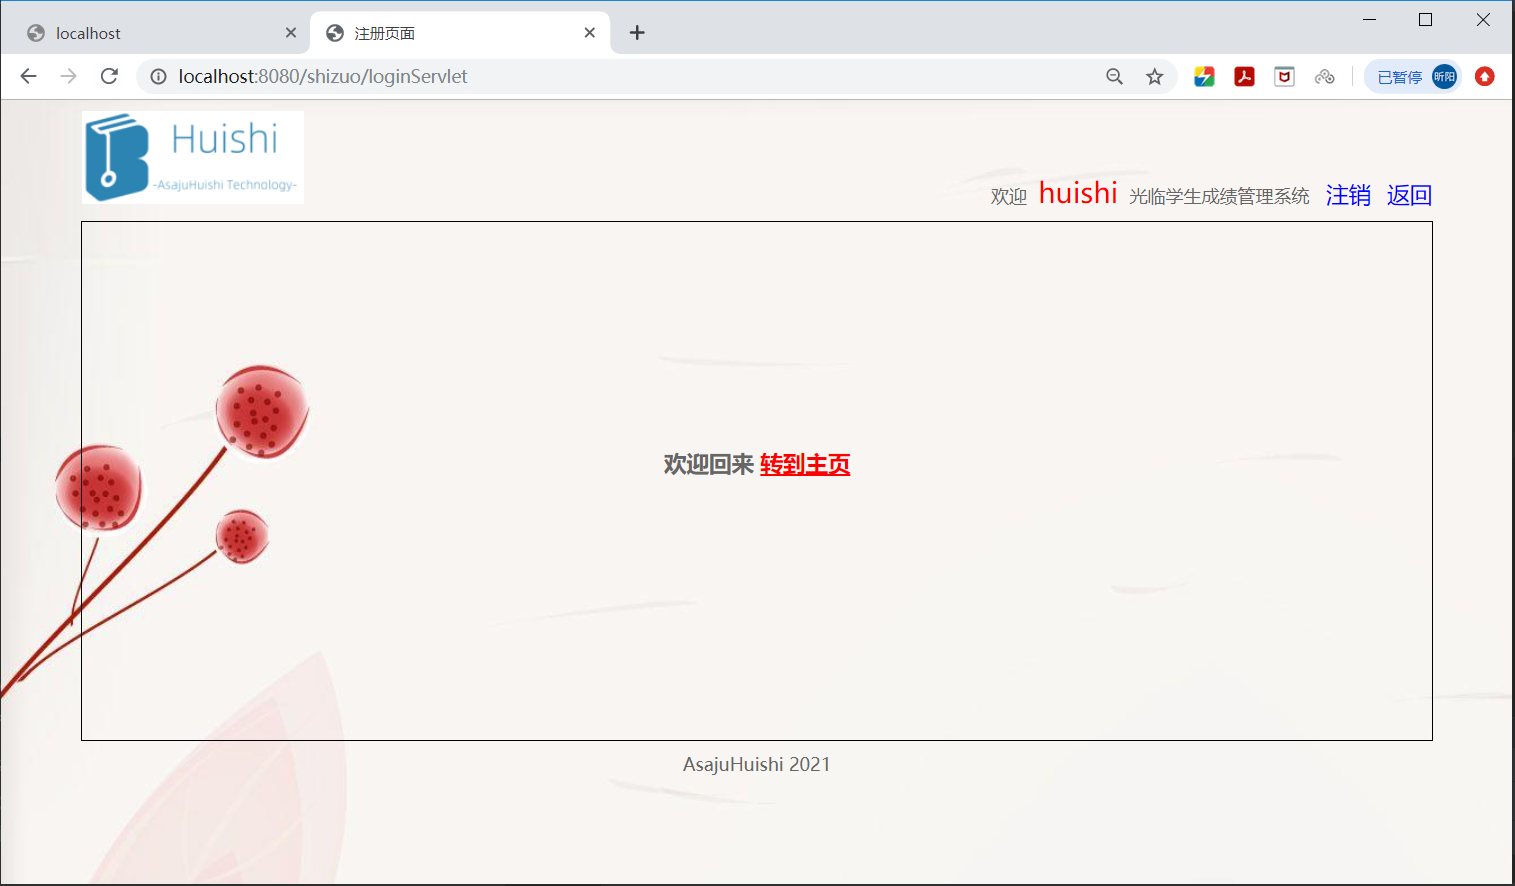 localhost
注册页面
localhost:8080/shizuo/loginServlet
已暂停
昕阳
Huishi
-AsajuHuishi Technology-
欢迎 huishi 光临学生成绩管理系统 注销 返回
欢迎回来 转到主页
AsajuHuishi 2021